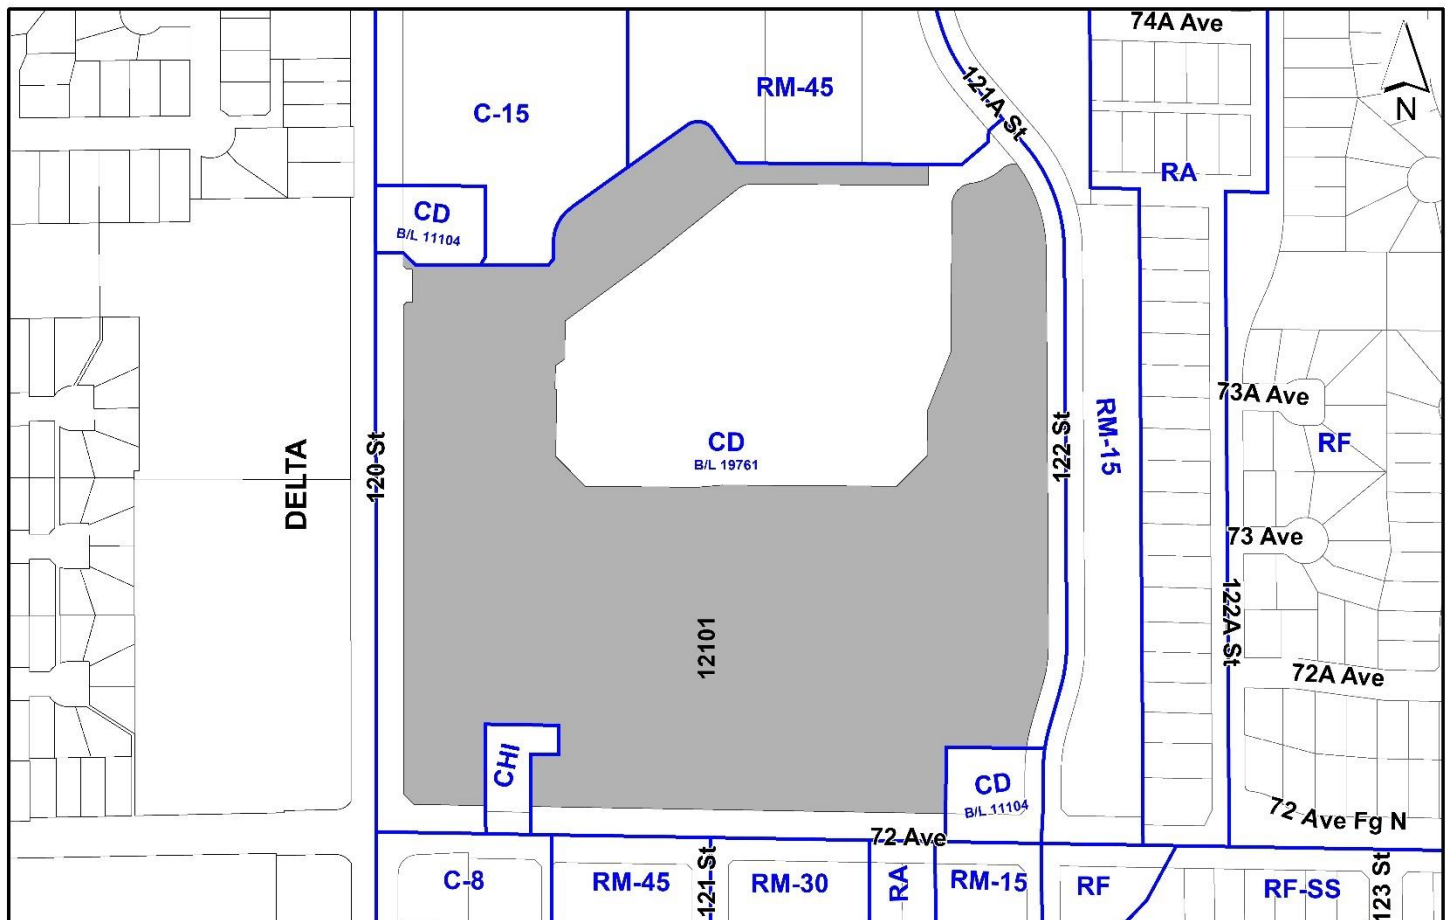 74A Ave
RM-45
C-15
121A St
N
RA
CD
B/L 11104
73A Ave
RM-15
RF
CD
B/L 19761
120 St
122 St
DELTA
73 Ave
122A St
12101
72A Ave
CHI
CD
B/L 11104
72 Ave Fg N
72 Ave
C-8
RM-45
121 St
RM-30
RA
RM-15
RF
RF-SS
123 St